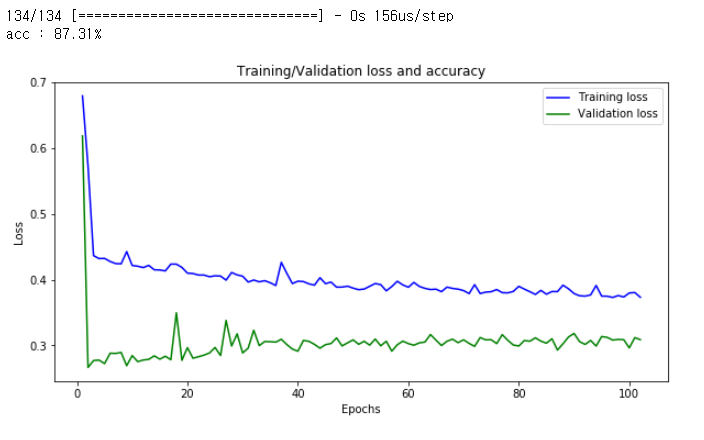 134/134 [==============================] - 0s 156us/step
acc : 87.31%
Training/Validation loss and accuracy
0.7
0.6
0.5
0.4
0.3
Loss
Training loss
Validation loss
0
20
40
60
80
100
Epochs